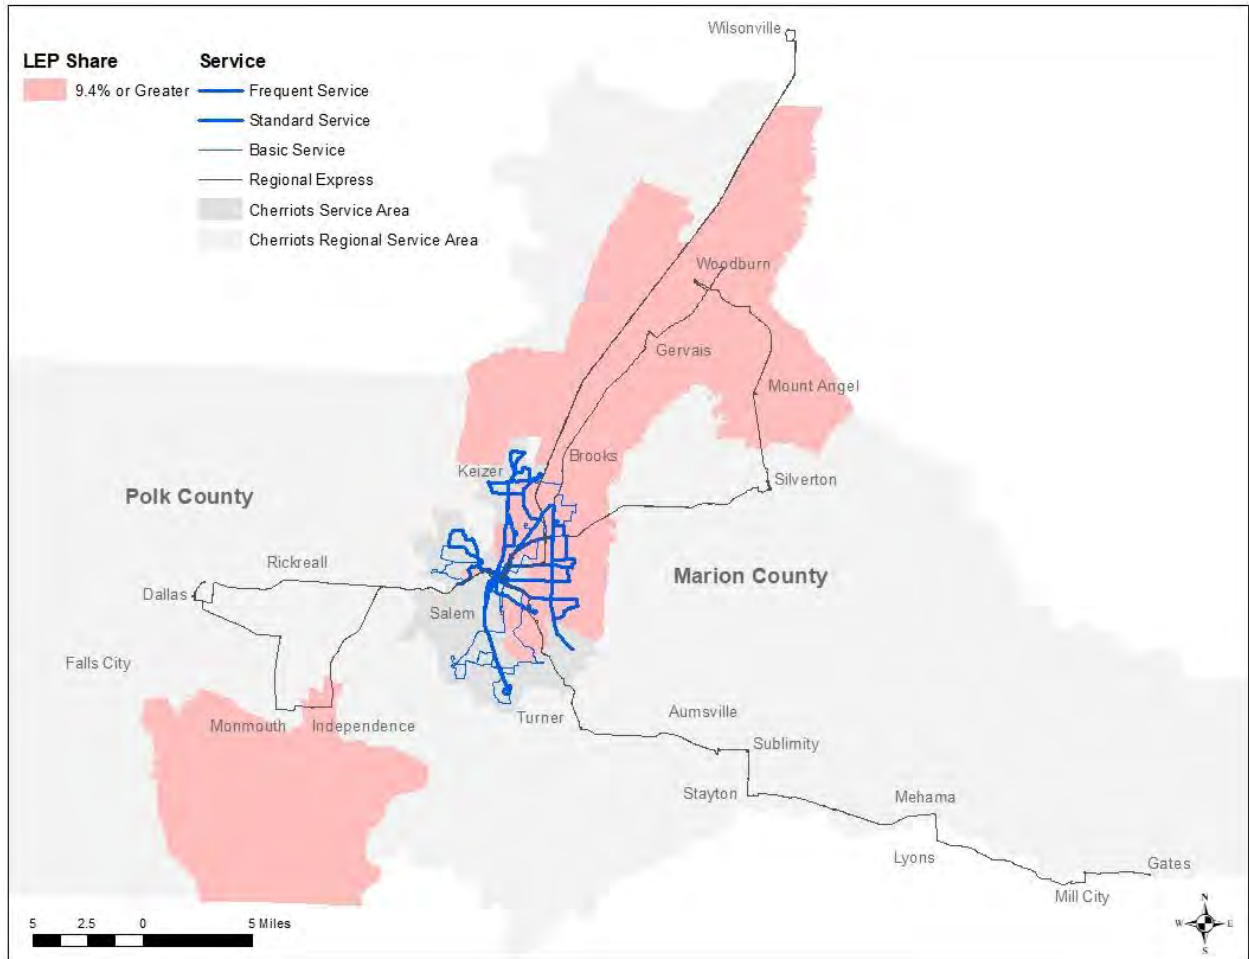 Wilsonville
LEP Share
9.4% or Greater
Service
Frequent Service
Standard Service
Basic Service
Regional Express
Cherriots Service Area
Cherriots Regional Service Area
Woodburn
Gervais
Mount Angel
Brooks
Keizer
Silverton
Polk County
Rickreall
Marion County
Dallas
Salem
Falls City
Monmouth
Independence
Turner
Aumsville
Sublimity
Stayton
Mehama
Lyons
Gates
Mill City
5 2.5 0 5 Miles
N
W E
S